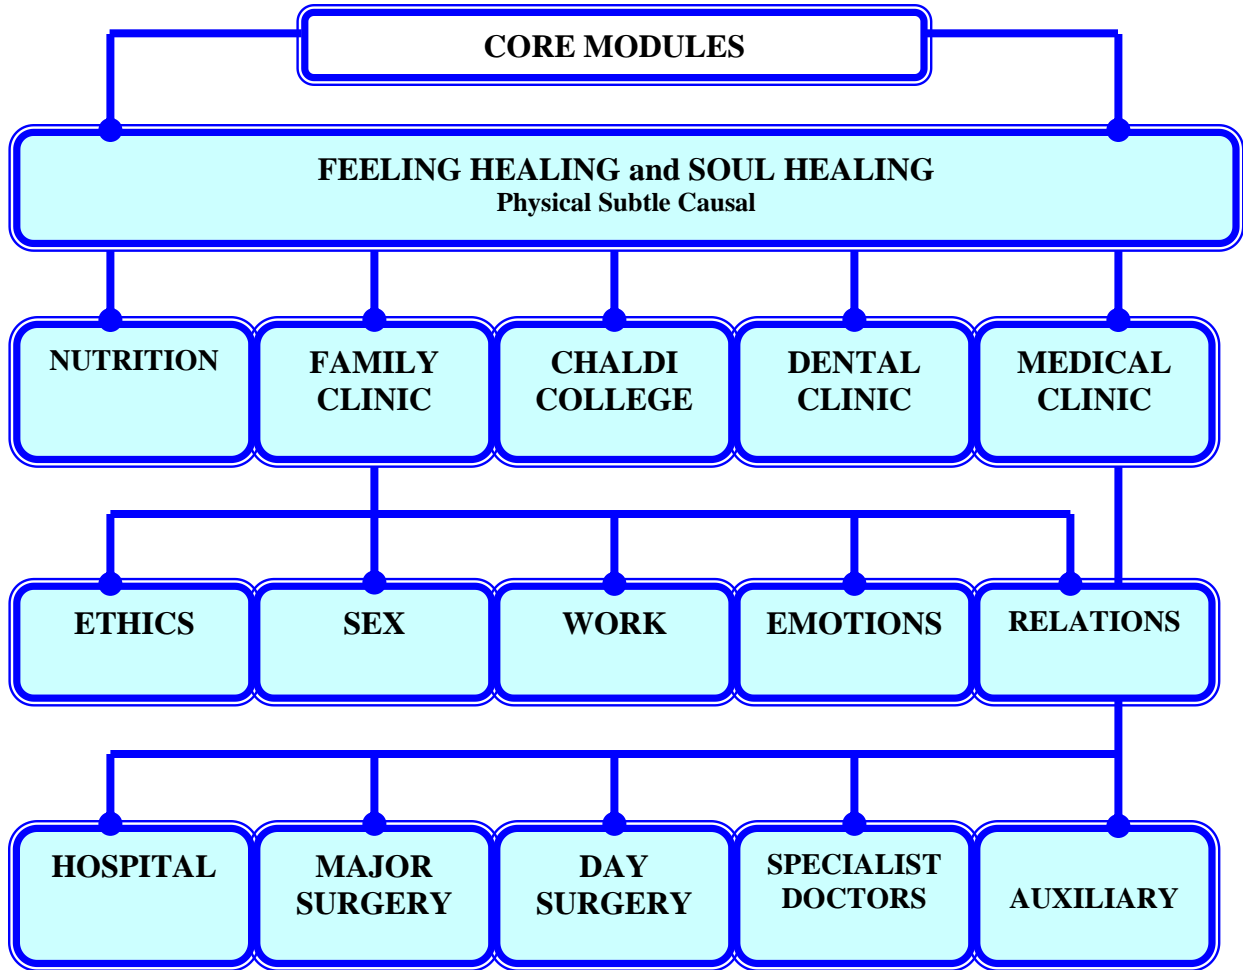 CORE MODULES
FEELING HEALING and SOUL HEALING
Physical Subtle Causal
NUTRITION
FAMILY
CLINIC
CHALDI
COLLEGE
DENTAL
CLINIC
MEDICAL
CLINIC
ETHICS
SEX
WORK
EMOTIONS
RELATIONS
HOSPITAL
MAJOR
SURGERY
DAY
SURGERY
SPECIALIST
DOCTORS
AUXILIARY